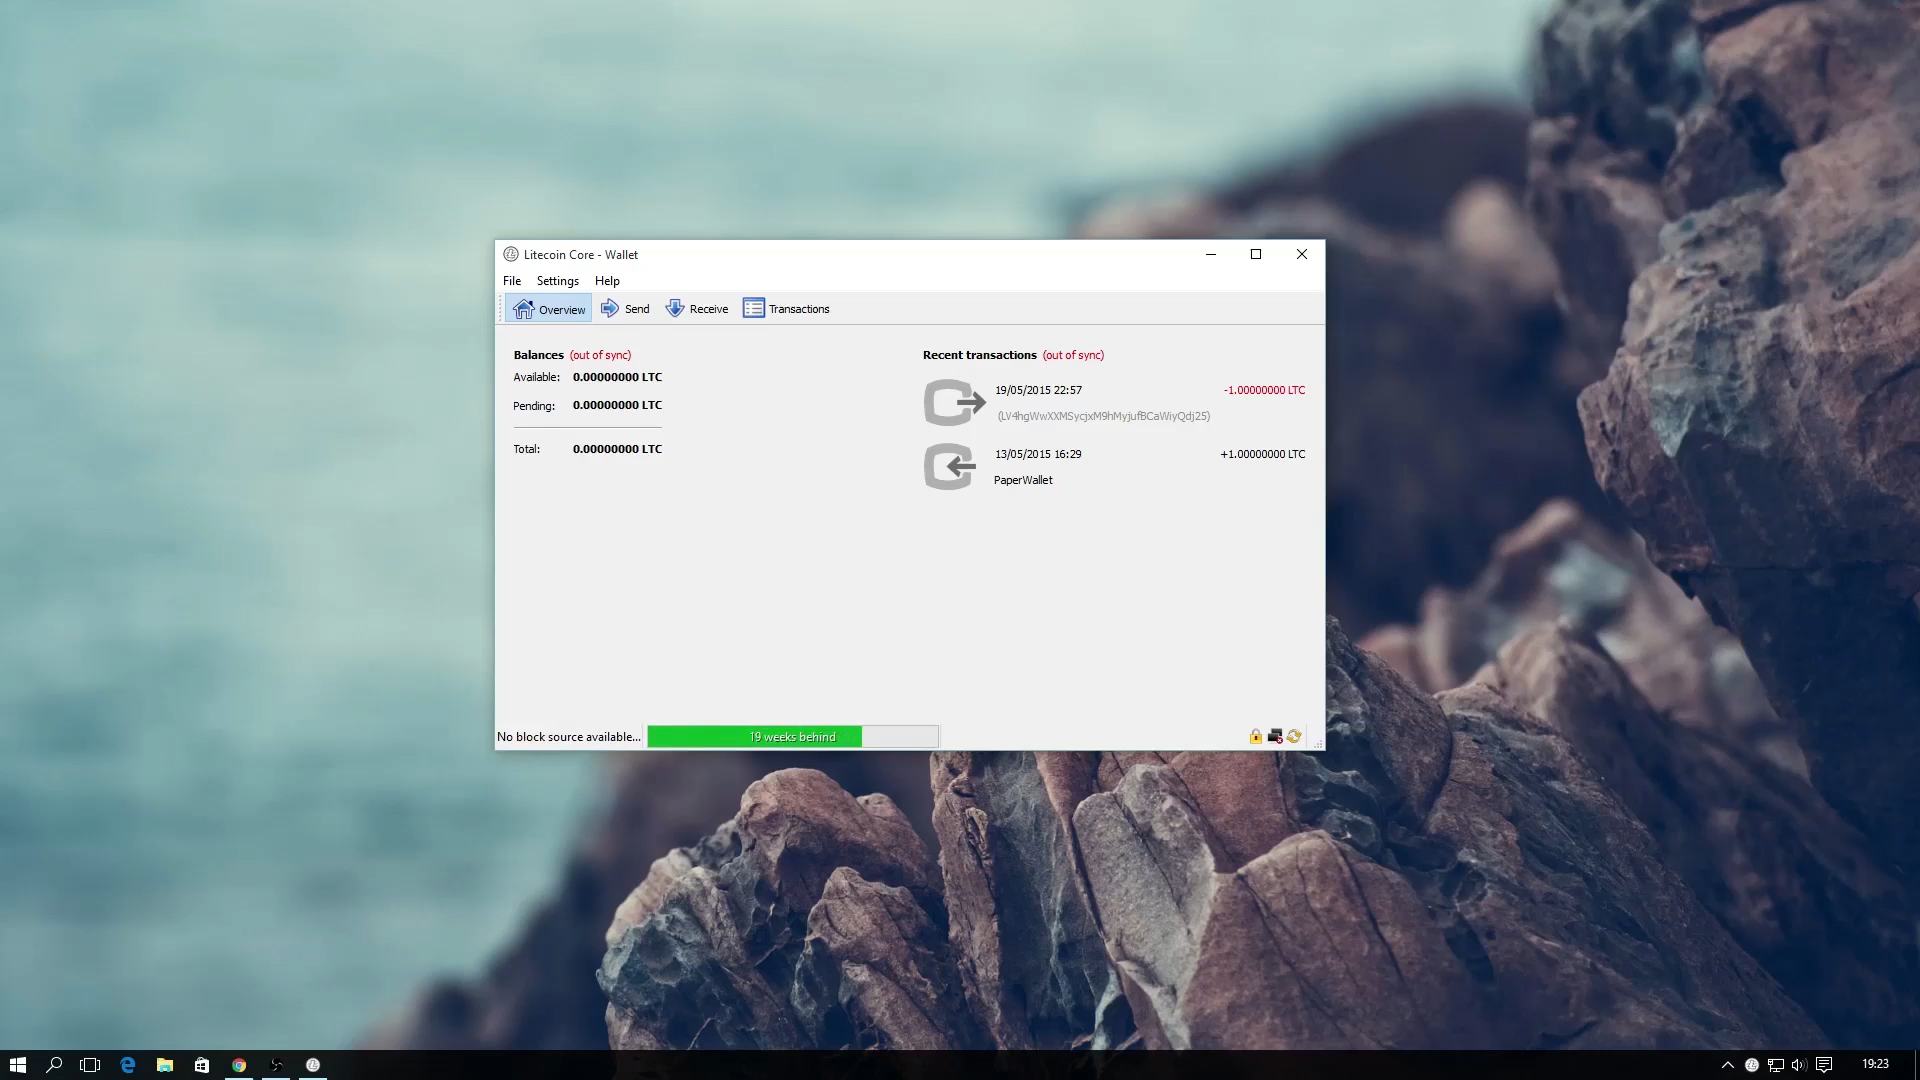 Litecoin Core - Wallet
File Settings Help
Overview Send Receive Transactions
Balances (out of sync)
Available: 0.00000000 LTC
Pending: 0.00000000 LTC
Total: 0.00000000 LTC
Recent transactions (out of sync)
19/05/2015 22:57 -1.00000000 LTC
(LV4hgWwXXMSycjxM9hMyjufBCaWiyQdj25)
13/05/2015 16:29 +1.00000000 LTC
PaperWallet
No block source available... 19 weeks behind
19:23